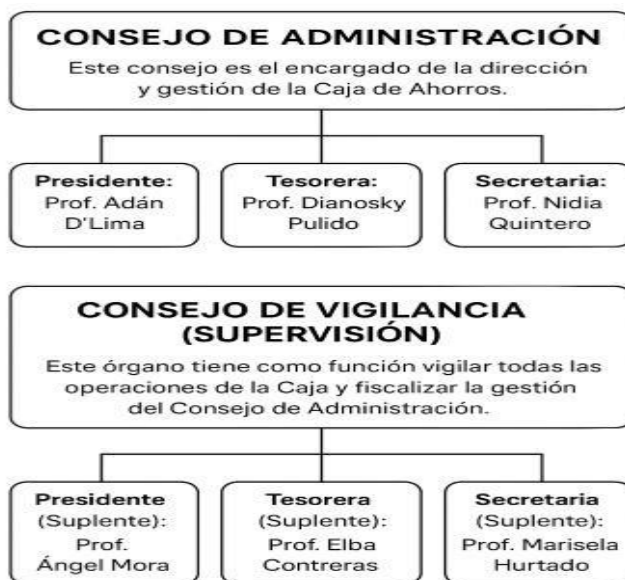 CONSEJO DE ADMINISTRACIÓN
Este consejo es el encargado de la dirección
y gestión de la Caja de Ahorros.
Presidente:
Prof. Adán
D'Lima
Tesorera:
Prof. Dianosky
Pulido
Secretaria:
Prof. Nidia
Quintero
CONSEJO DE VIGILANCIA
(SUPERVISIÓN)
Este órgano tiene como función vigilar todas las
operaciones de la Caja y fiscalizar la gestión
del Consejo de Administración.
Presidente
(Suplente):
Prof.
Ángel Mora
Tesorera
(Suplente):
Prof. Elba
Contreras
Secretaria
(Suplente):
Prof. Marisela
Hurtado